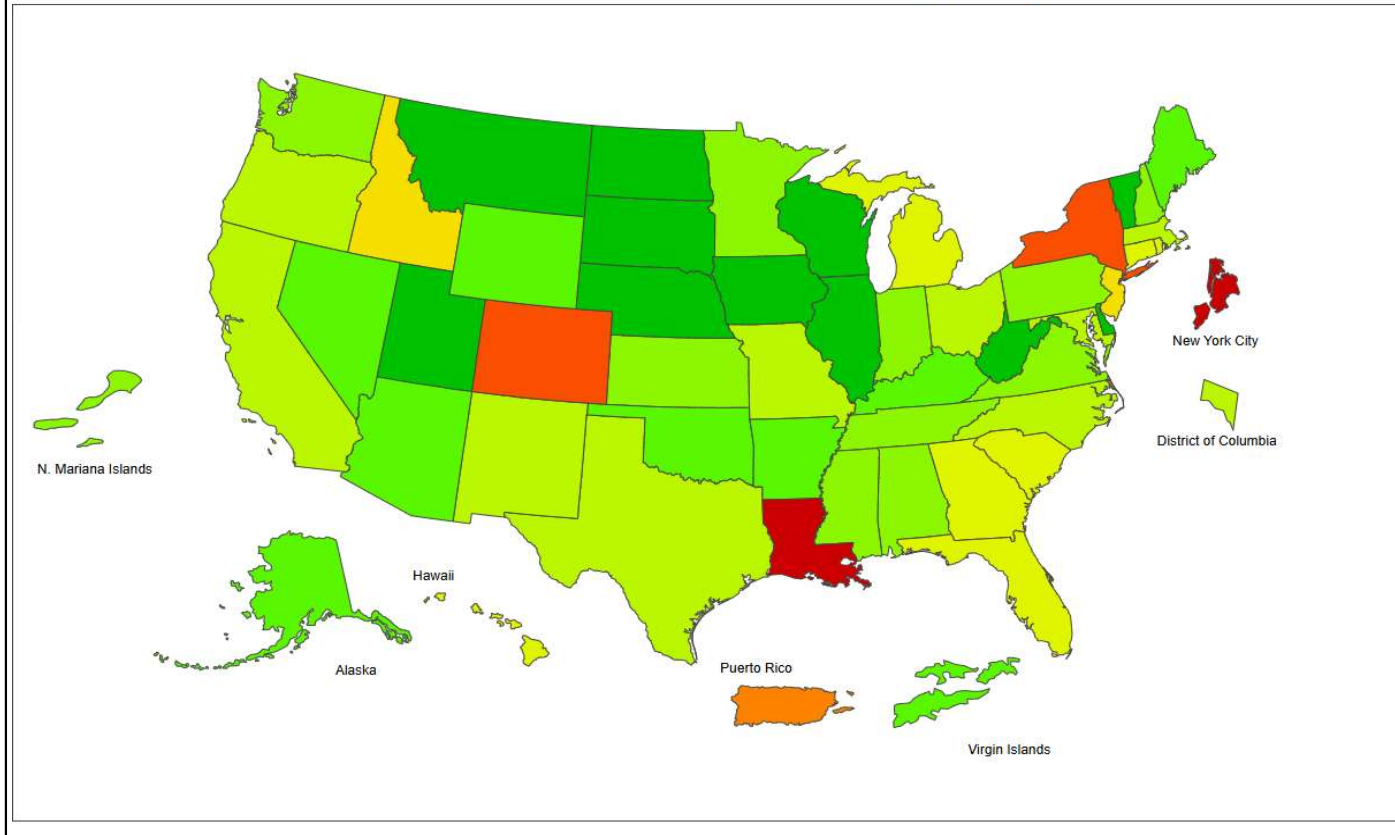 New York City
District of Columbia
N. Mariana Islands
Hawaii
Alaska
Puerto Rico
Virgin Islands